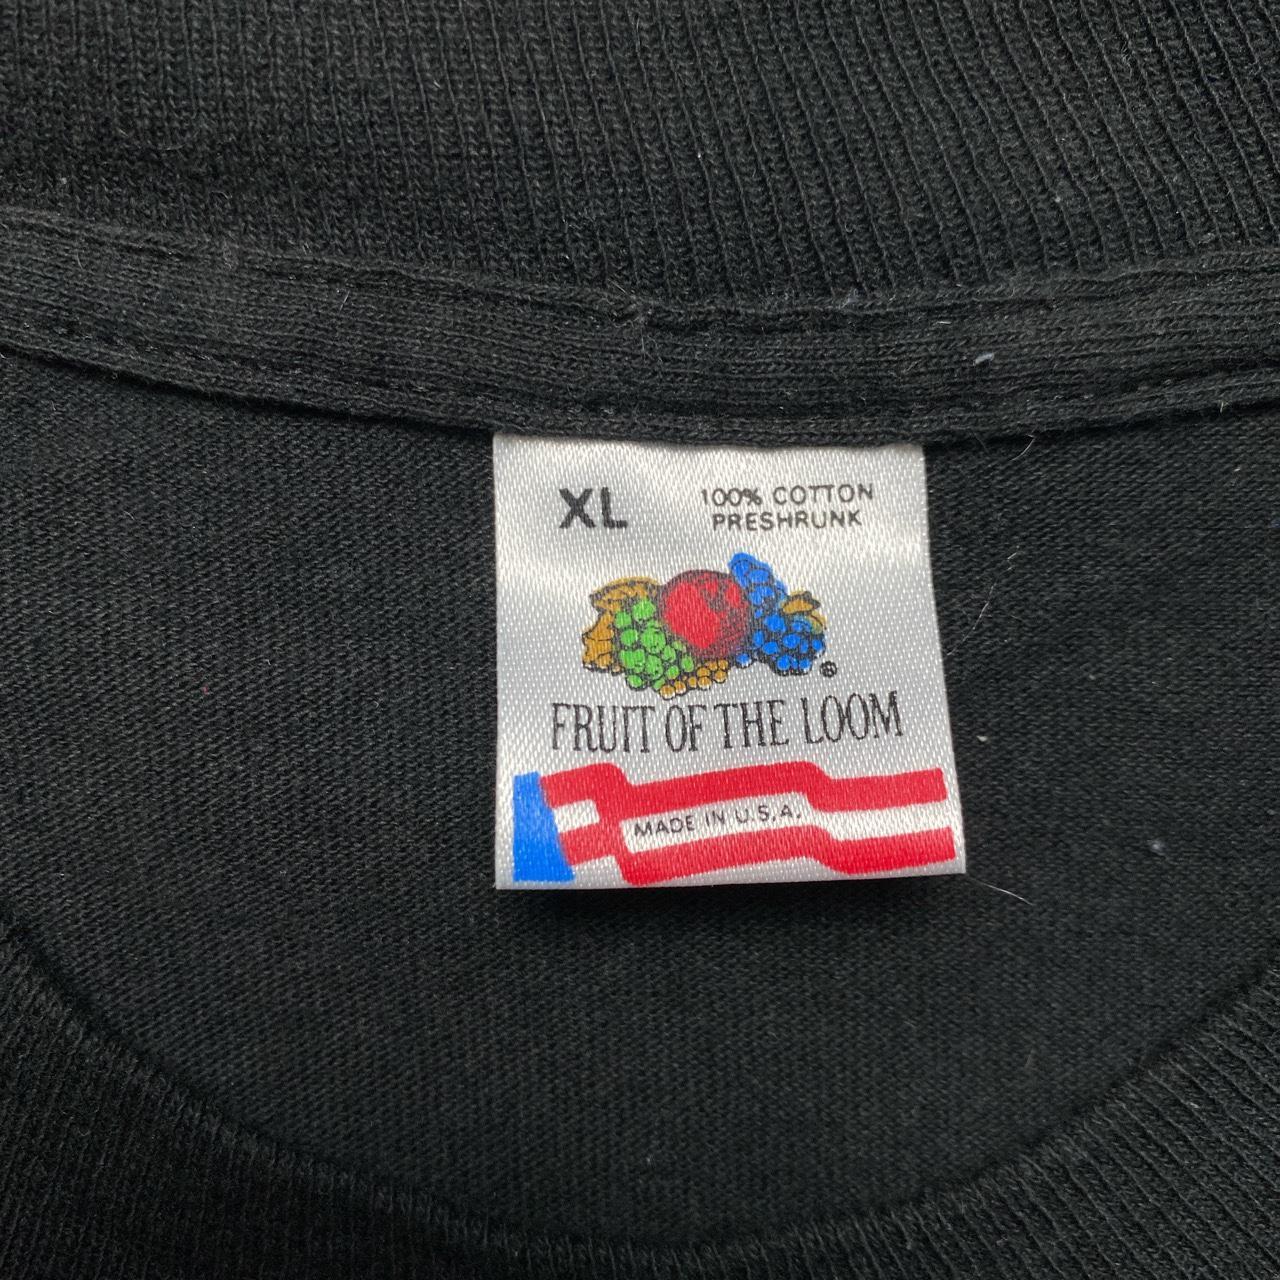 XL
100% COTTON
PRESHRUNK
®
FRUIT OF THE LOOM
MADE IN U.S.A.